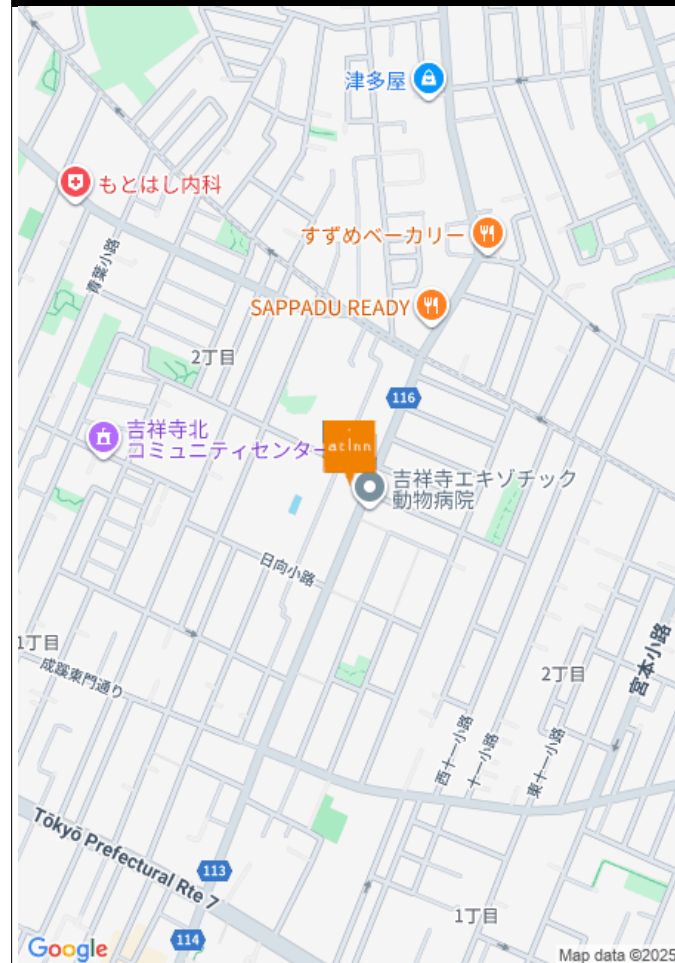 津多屋
もとはし内科
すずめベーカリー
青葉小路
SAPPADU READY
2丁目
116
吉祥寺北
コミュニティセンター
atInn
吉祥寺エキゾチック
動物病院
日向小路
1丁目
宮本小路
2丁目
成蹊東門通り
西十一小路
十一小路
東十一小路
Tōkyō Prefectural Rte 7
113
1丁目
114
Google
Map data ©2025